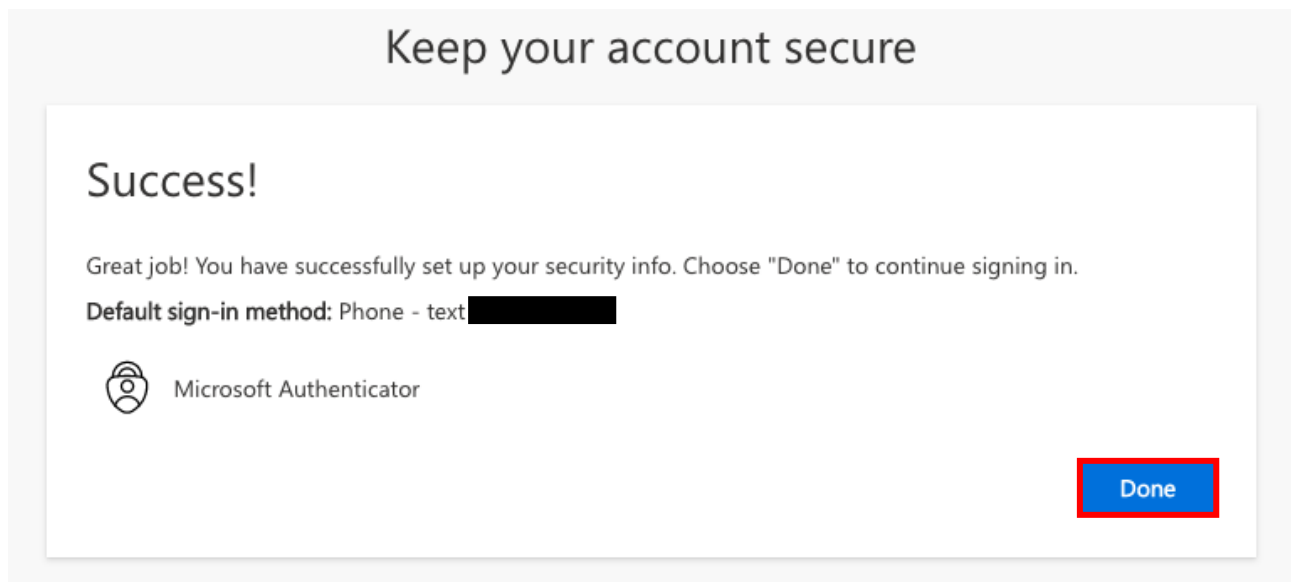 Keep your account secure
Success!
Great job! You have successfully set up your security info. Choose "Done" to continue signing in.
Default sign-in method: Phone - text
Microsoft Authenticator
Done